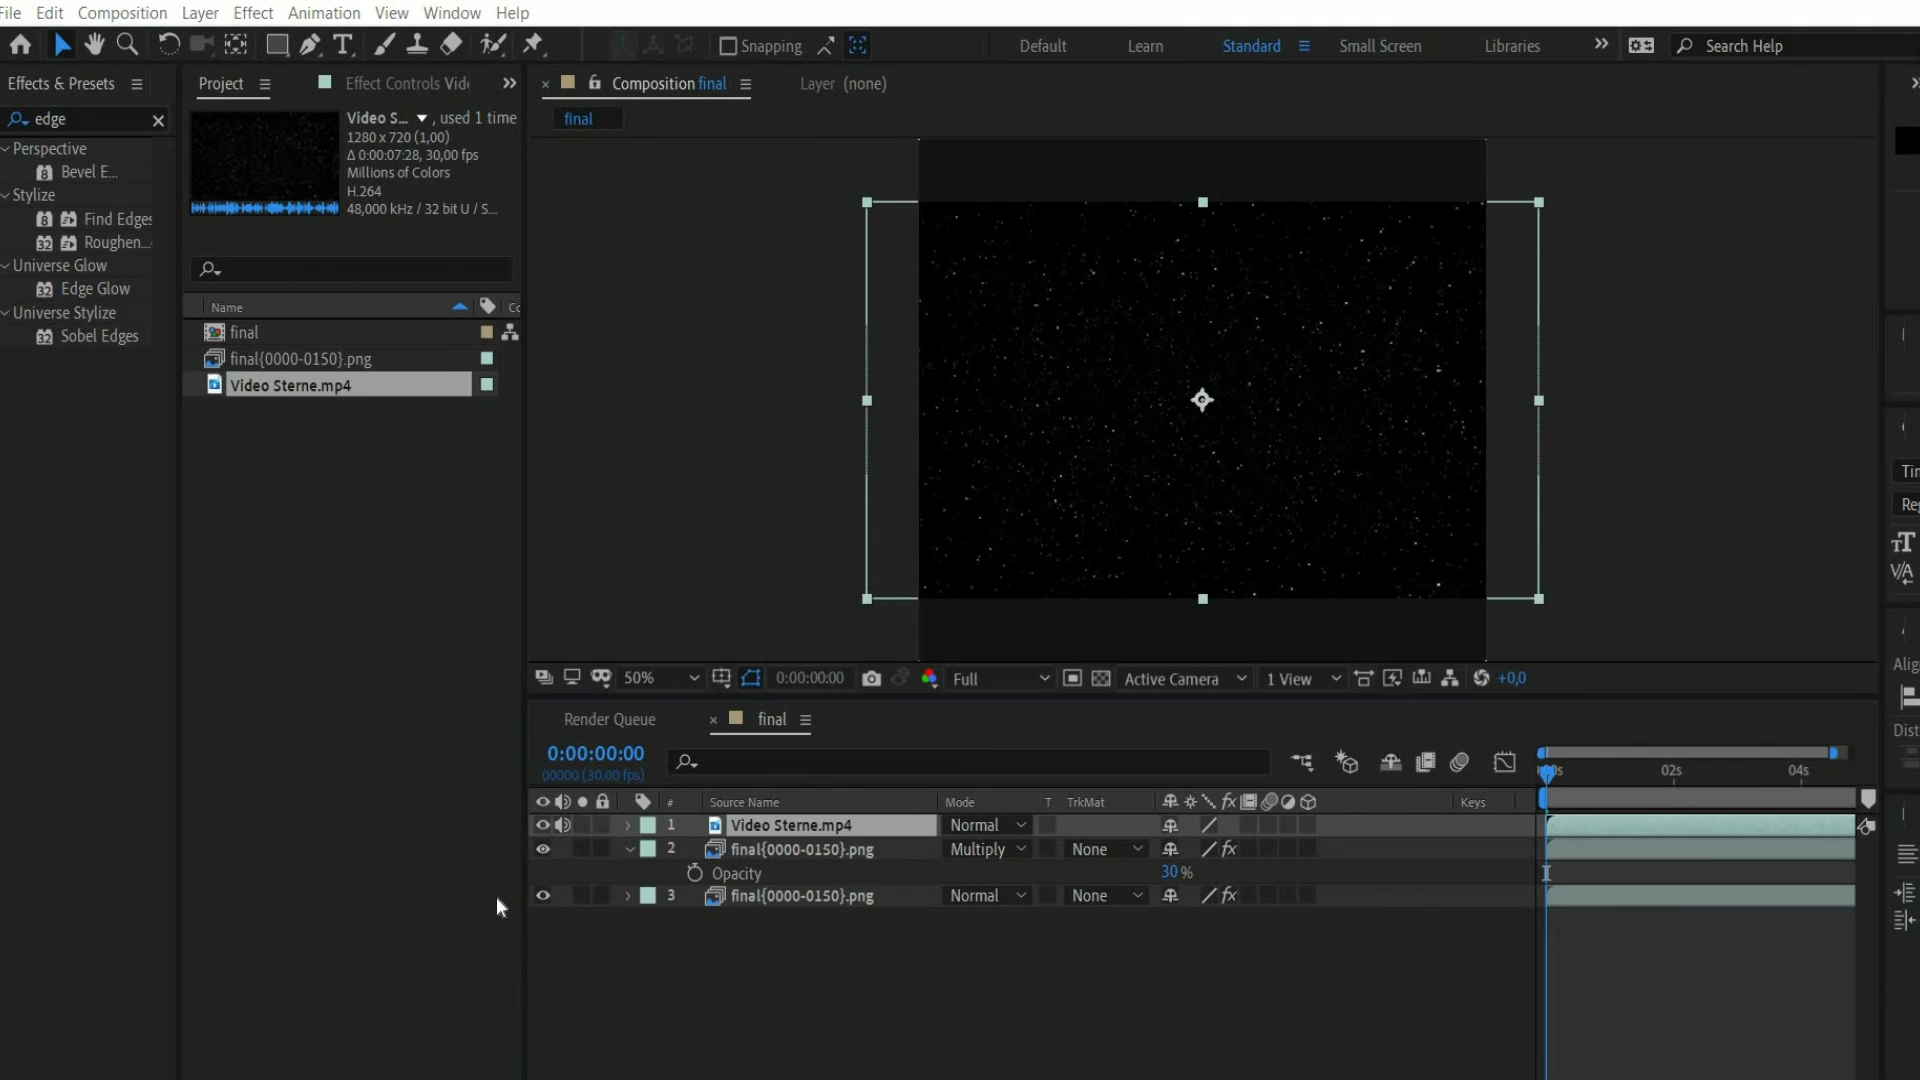 File Edit Composition Layer Effect Animation View Window Help
Snapping Default Learn Standard Small Screen Libraries Search Help
Effects & Presets
edge
Perspective
Bevel E...
Stylize
Find Edges
Roughen...
Universe Glow
Edge Glow
Universe Stylize
Sobel Edges
Project Effect Controls Vid
Video S... , used 1 time
1280 x 720 (1,00)
Δ 0:00:07:28, 30,00 fps
Millions of Colors
H.264
48,000 kHz / 32 bit U / S...
Name
final
final{0000-0150}.png
Video Sterne.mp4
Composition final Layer (none)
final
50% 0:00:00:00 Full Active Camera 1 View +0,0
Render Queue final
0:00:00:00
00000 (30.00 fps)
02s 04s
# Source Name Mode T TrkMat Keys
1 Video Sterne.mp4 Normal
2 final{0000-0150}.png Multiply None
Opacity 30 %
3 final{0000-0150}.png Normal None
Alig
Dist